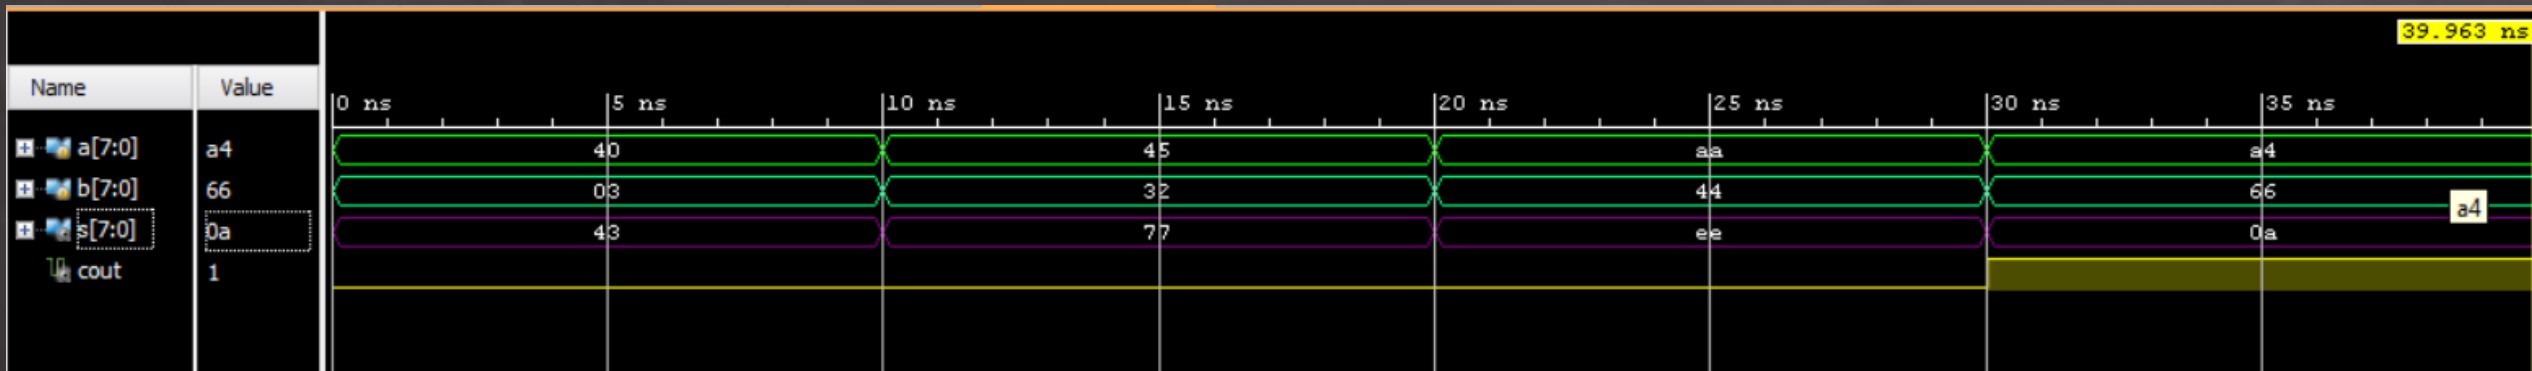 39.963 ns
Name Value
0 ns 5 ns 10 ns 15 ns 20 ns 25 ns 30 ns 35 ns
a[7:0] a4 40 45 aa a4
b[7:0] 66 03 32 44 66
a4
s[7:0] 0a 43 77 ee 0a
cout 1